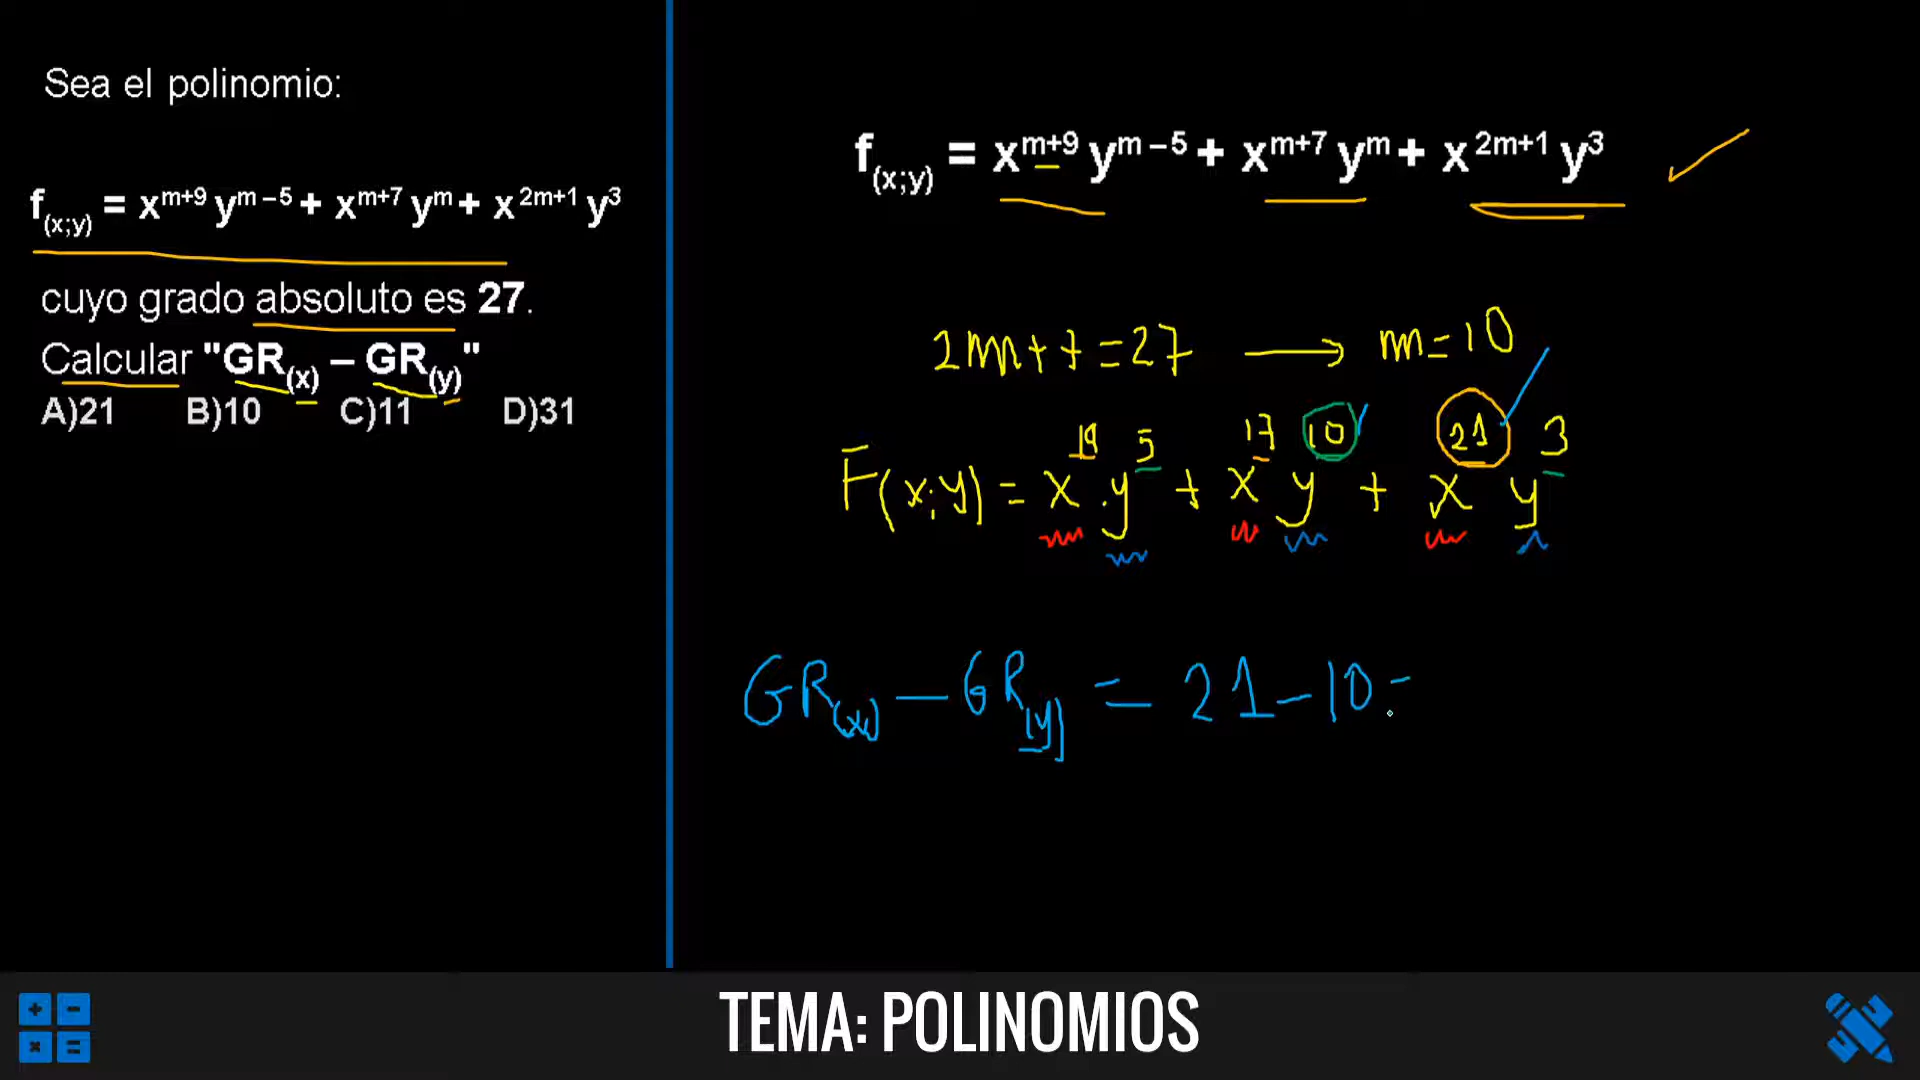 Sea el polinomio:
f(x;y) = x^{m+9} y^{m–5} + x^{m+7} y^{m} + x^{2m+1} y^{3}
cuyo grado absoluto es 27.
Calcular "GR(x) – GR(y)"
A)21 B)10 C)11 D)31
f(x;y) = x^{m+9} y^{m–5} + x^{m+7} y^{m} + x^{2m+1} y^{3}
2m+7=27 → m=10
F(x;y) = x^{19}.y^{5} + x^{17} y^{10} + x^{21} y^{3}
GR(x) – GR(y) = 21–10=
TEMA: POLINOMIOS